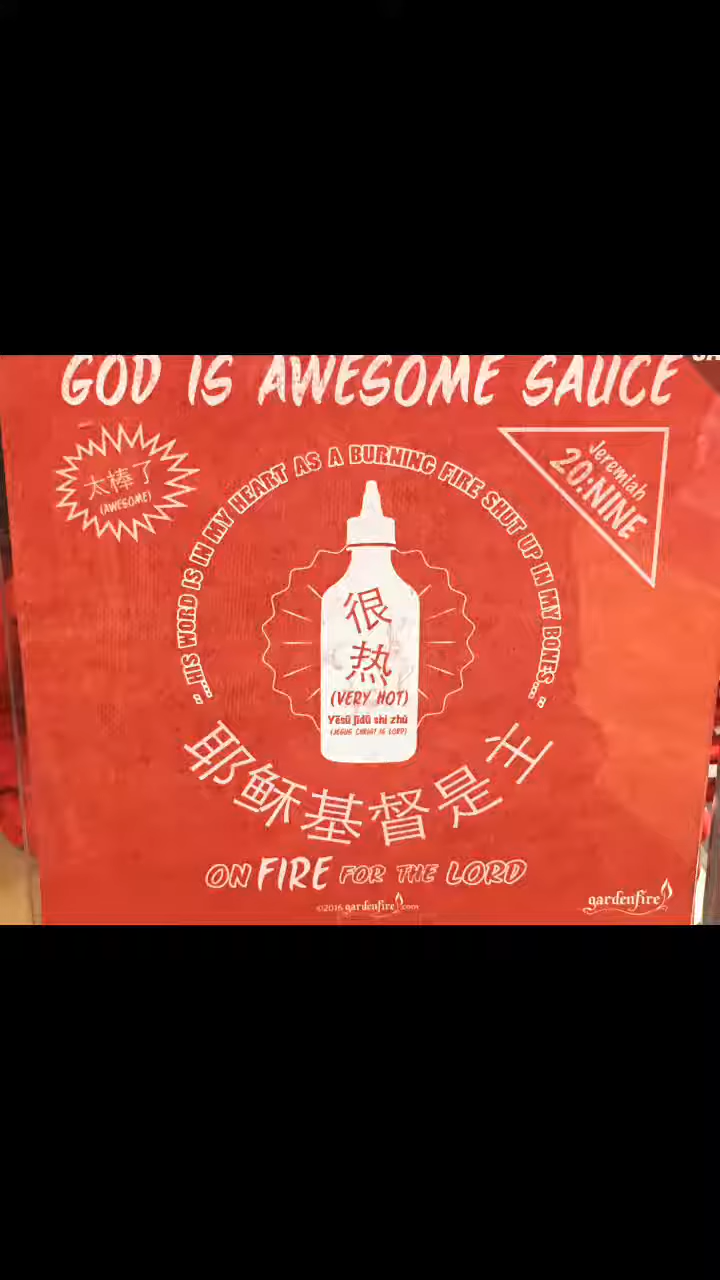 GOD IS AWESOME SAUCE
太棒了
(AWESOME)
Jeremiah
20:NINE
"... HIS WORD IS IN MY HEART AS A BURNING FIRE SHUT UP IN MY BONES... "
很
热
(VERY HOT)
Yēsū jīdū shì zhǔ
(JESUS CHRIST IS LORD)
耶稣基督是主
ON FIRE FOR THE LORD
©2016 gardenfire.com
gardenfire